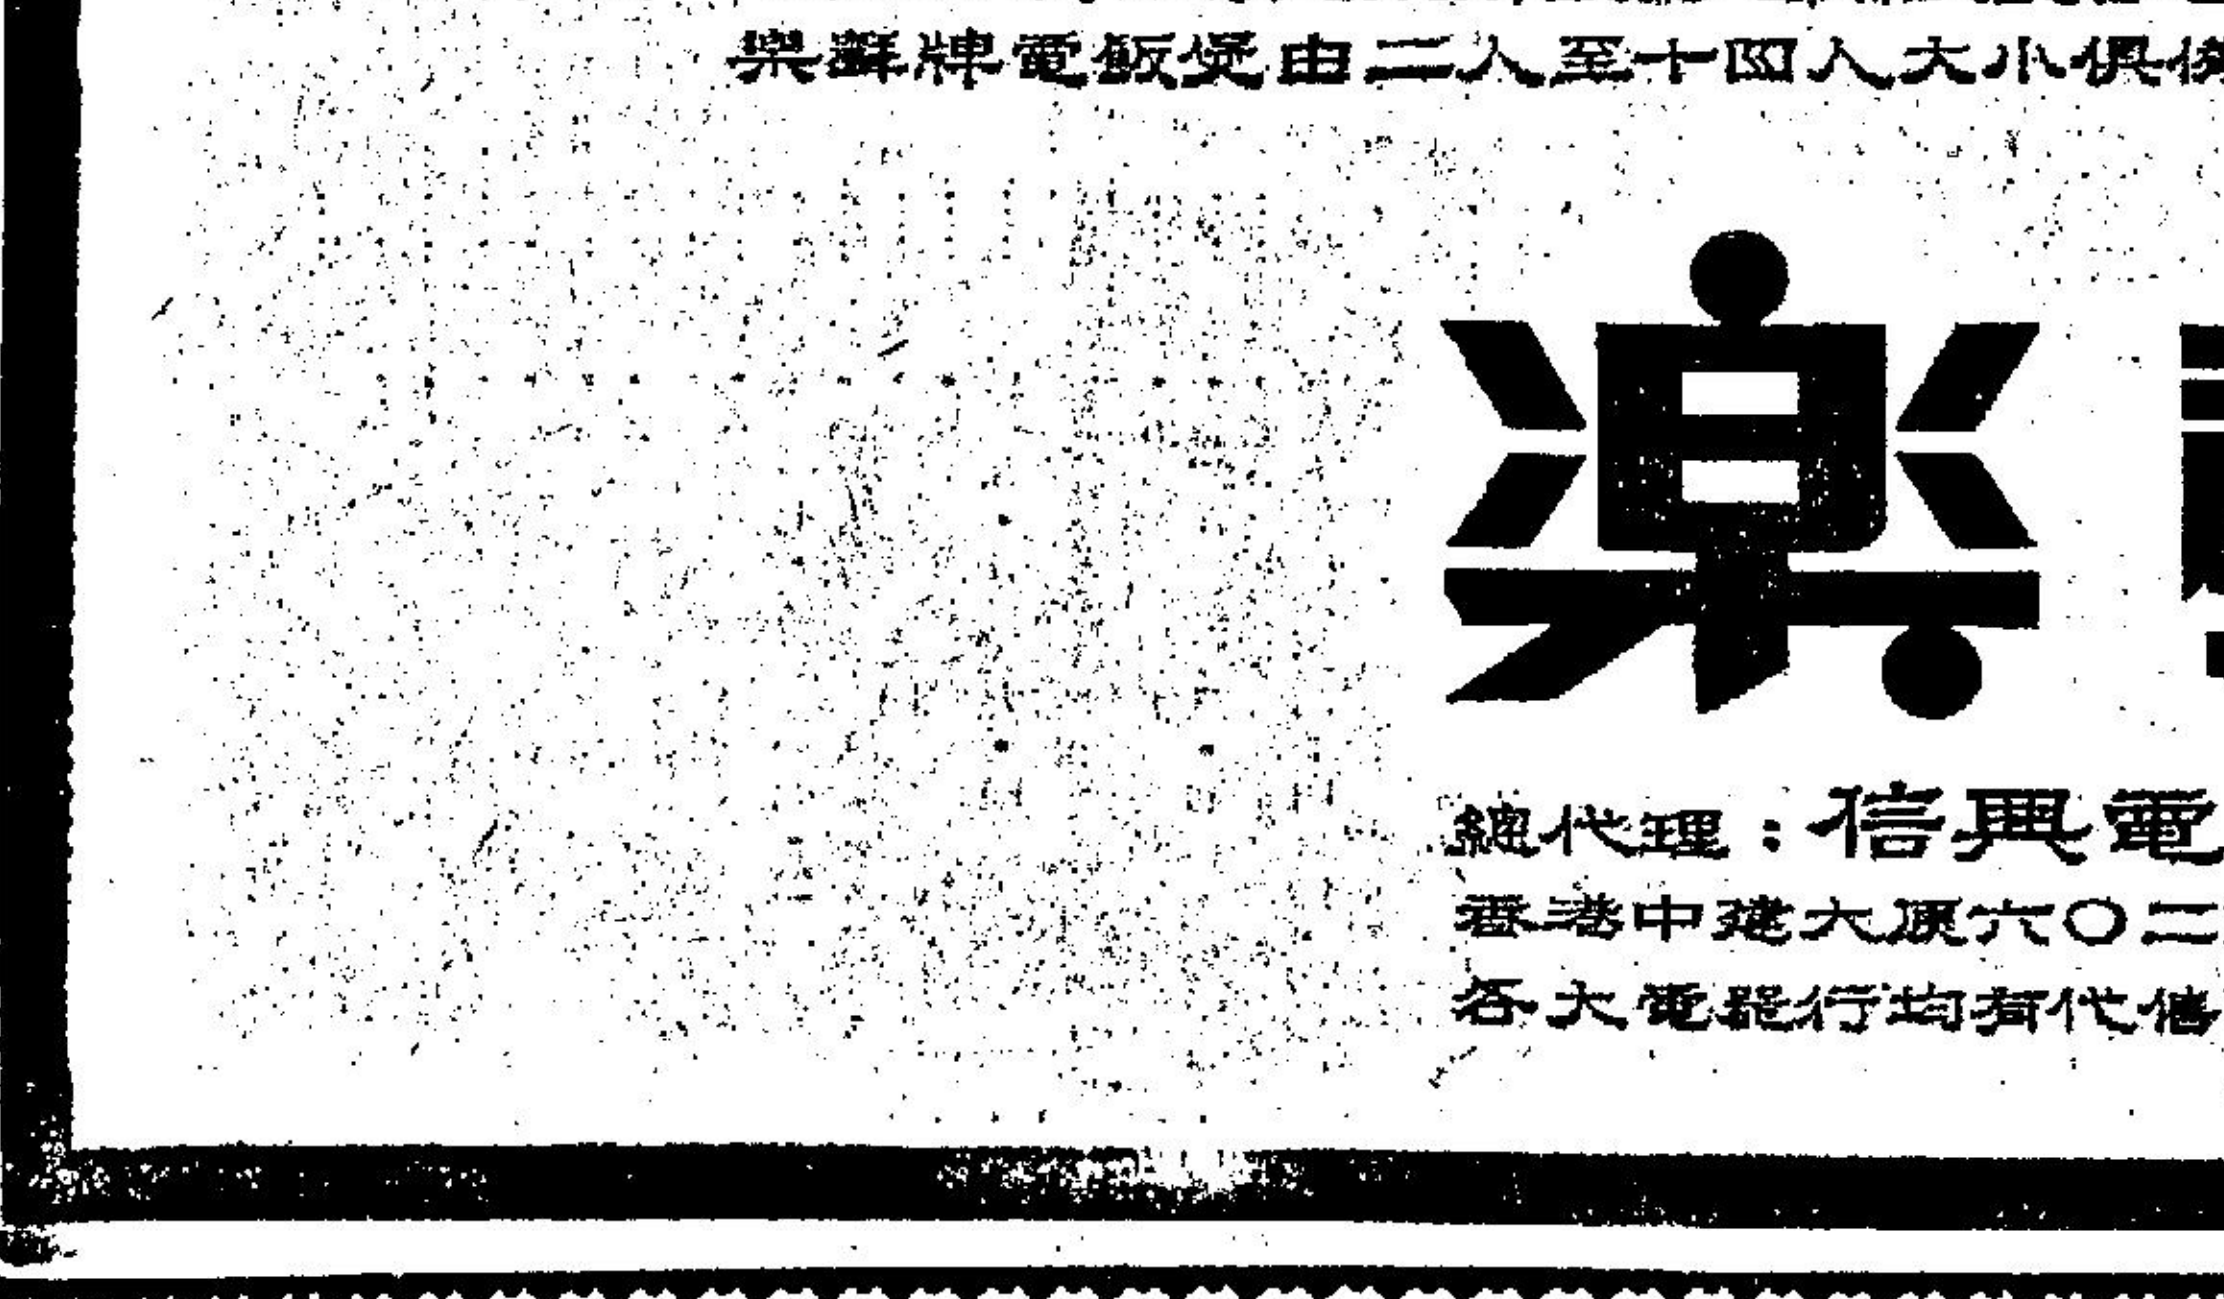 樂聲牌電飯煲由二人至十四人大小俱備
樂
總代理：信興電
香港中建大厦六〇二
各大電器行均有代售